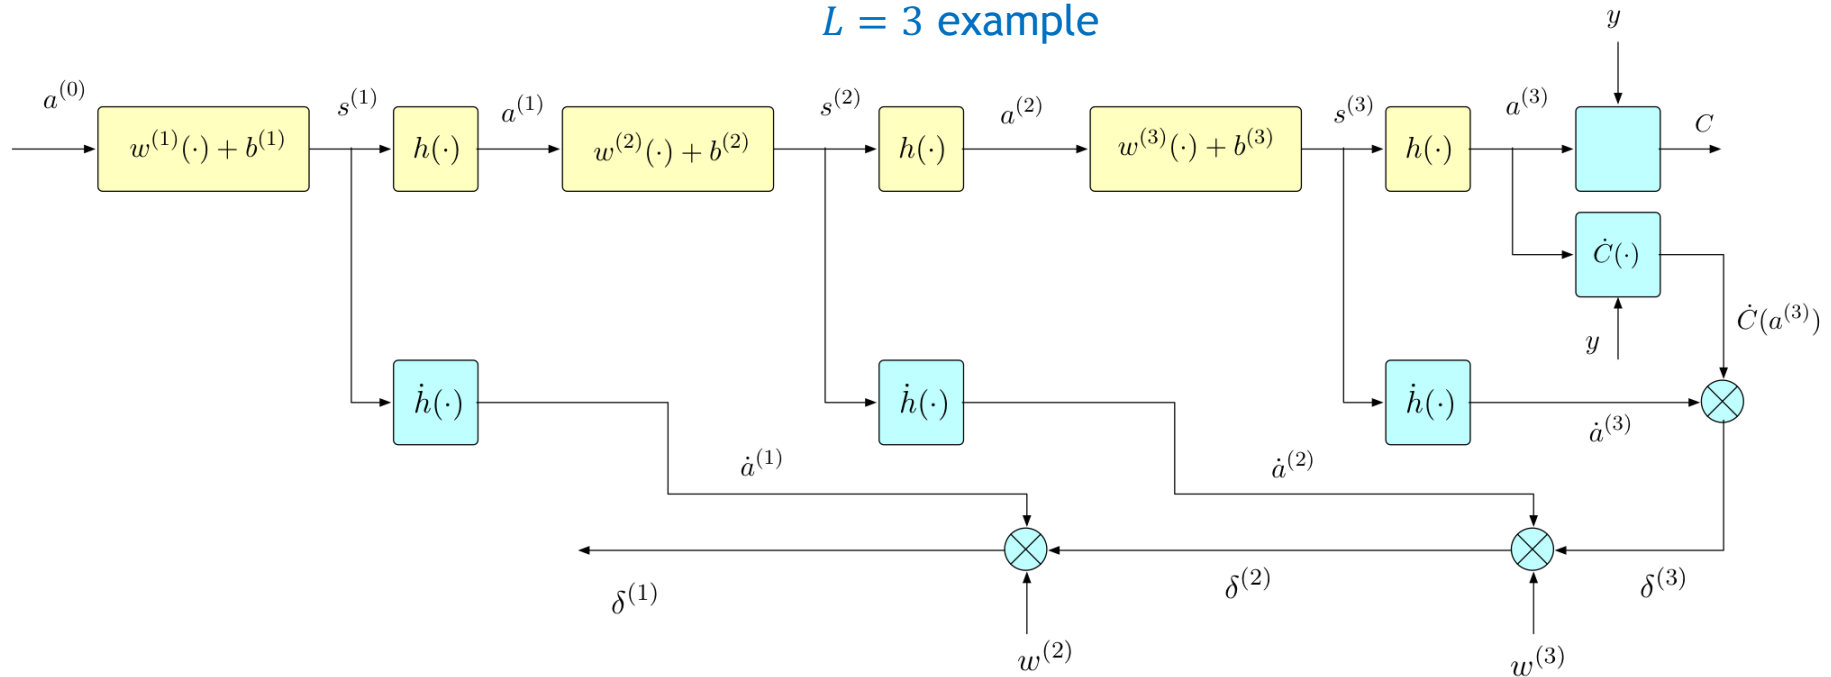 L = 3 example
y
a^{(0)}
w^{(1)}(·) + b^{(1)}
s^{(1)}
h(·)
a^{(1)}
w^{(2)}(·) + b^{(2)}
s^{(2)}
h(·)
a^{(2)}
w^{(3)}(·) + b^{(3)}
s^{(3)}
h(·)
a^{(3)}
C
Ċ(·)
Ċ(a^{(3)})
y
ḣ(·)
ḣ(·)
ḣ(·)
ȧ^{(3)}
ȧ^{(1)}
ȧ^{(2)}
δ^{(1)}
δ^{(2)}
δ^{(3)}
w^{(2)}
w^{(3)}